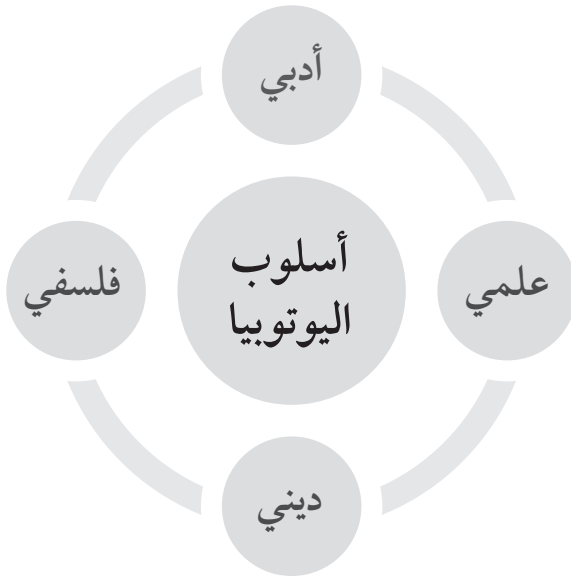 أدبي
علمي
أسلوب
اليوتوبيا
فلسفي
ديني